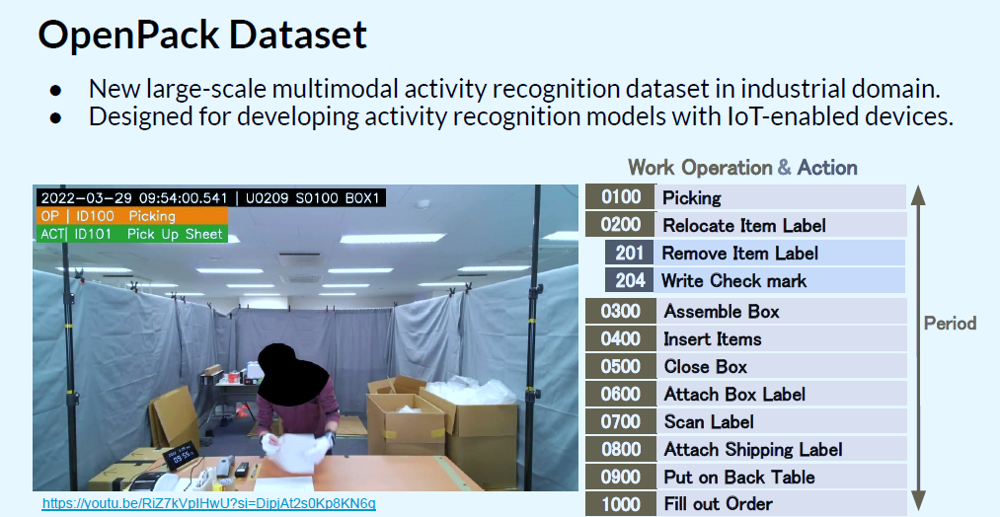 OpenPack Dataset
● New large-scale multimodal activity recognition dataset in industrial domain.
● Designed for developing activity recognition models with IoT-enabled devices.
Work Operation & Action
2022-03-29 09:54:00.541 | U0209 S0100 BOX1
OP | ID100 Picking
ACT| ID101 Pick Up Sheet
0100 Picking
0200 Relocate Item Label
201 Remove Item Label
204 Write Check mark
0300 Assemble Box
0400 Insert Items
0500 Close Box
0600 Attach Box Label
0700 Scan Label
0800 Attach Shipping Label
0900 Put on Back Table
1000 Fill out Order
Period
https://youtu.be/RiZ7kVpIHwU?si=DipjAt2s0Kp8KN6q